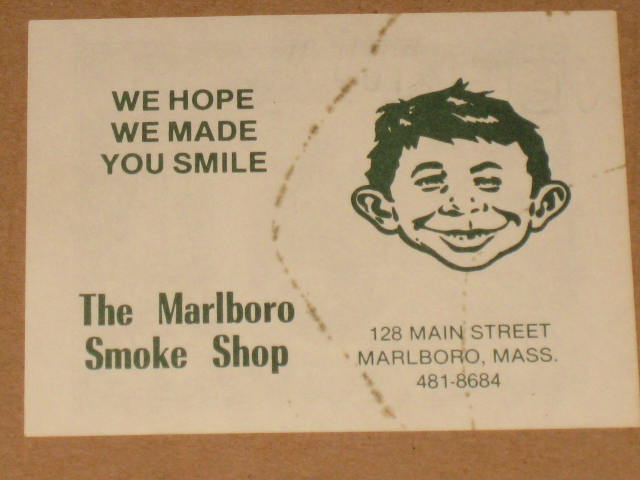 WE HOPE
WE MADE
YOU SMILE
The Marlboro
Smoke Shop
128 MAIN STREET
MARLBORO, MASS.
481-8684